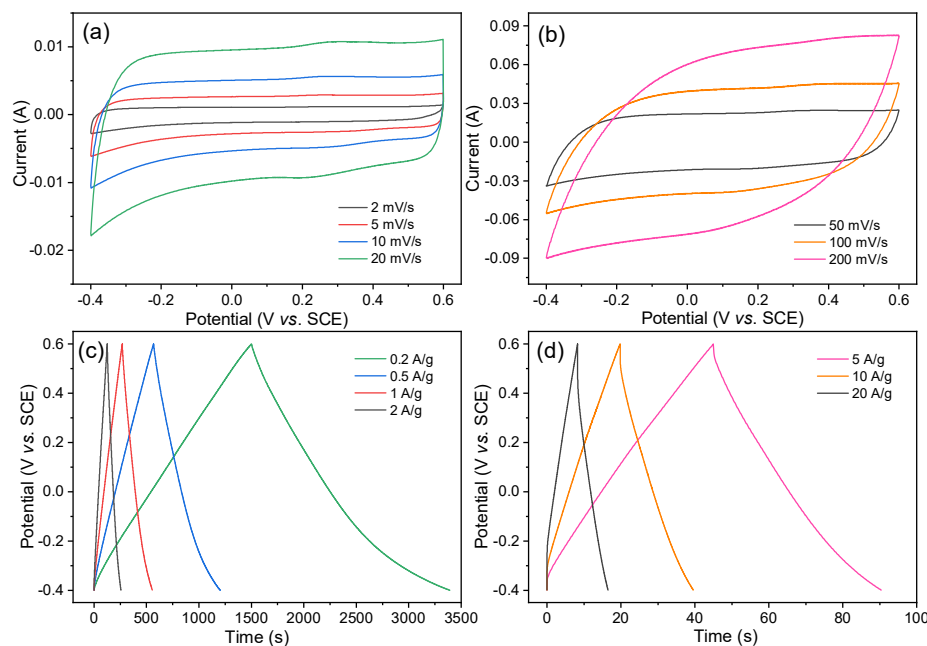 (a)
0.01
0.00
-0.01
-0.02
Current (A)
2 mV/s
5 mV/s
10 mV/s
20 mV/s
-0.4 -0.2 0.0 0.2 0.4 0.6
Potential (V vs. SCE)
(b)
0.09
0.06
0.03
0.00
-0.03
-0.06
-0.09
Current (A)
50 mV/s
100 mV/s
200 mV/s
-0.4 -0.2 0.0 0.2 0.4 0.6
Potential (V vs. SCE)
(c)
0.6
0.4
0.2
0.0
-0.2
-0.4
Potential (V vs. SCE)
0.2 A/g
0.5 A/g
1 A/g
2 A/g
0 500 1000 1500 2000 2500 3000 3500
Time (s)
(d)
0.6
0.4
0.2
0.0
-0.2
-0.4
Potential (V vs. SCE)
5 A/g
10 A/g
20 A/g
0 20 40 60 80 100
Time (s)